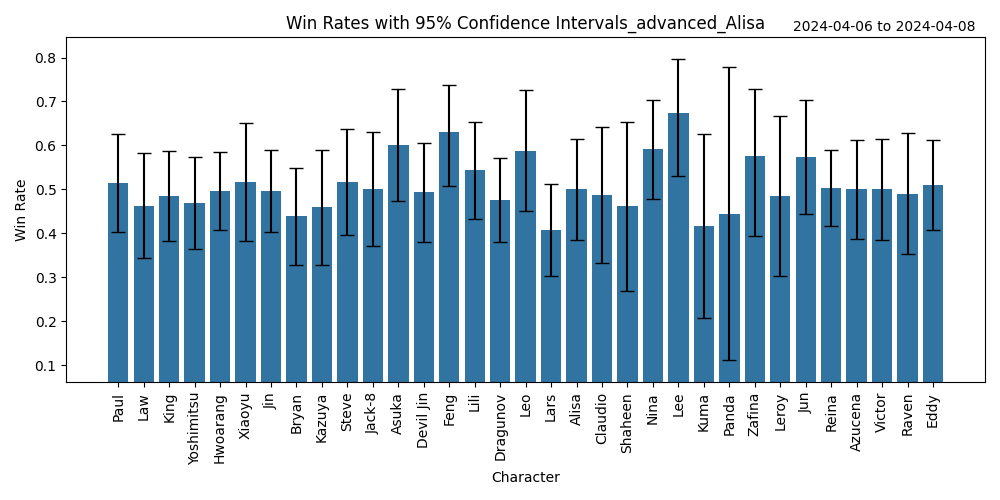 Win Rates with 95% Confidence Intervals_advanced_Alisa
2024-04-06 to 2024-04-08
Win Rate
0.8
0.7
0.6
0.5
0.4
0.3
0.2
0.1
Paul
Law
King
Yoshimitsu
Hwoarang
Xiaoyu
Jin
Bryan
Kazuya
Steve
Jack-8
Asuka
Devil Jin
Feng
Lili
Dragunov
Leo
Lars
Alisa
Claudio
Shaheen
Nina
Lee
Kuma
Panda
Zafina
Leroy
Jun
Reina
Azucena
Victor
Raven
Eddy
Character